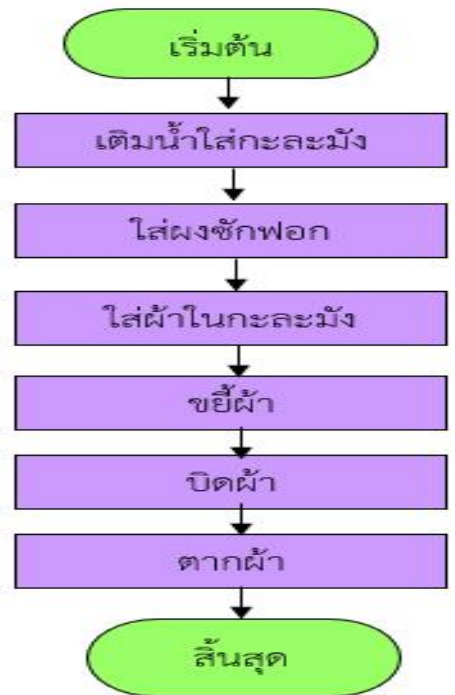 เริ่มต้น
เติมน้ำใส่กะละมัง
ใส่ผงซักฟอก
ใส่ผ้าในกะละมัง
ขยี้ผ้า
บิดผ้า
ตากผ้า
สิ้นสุด